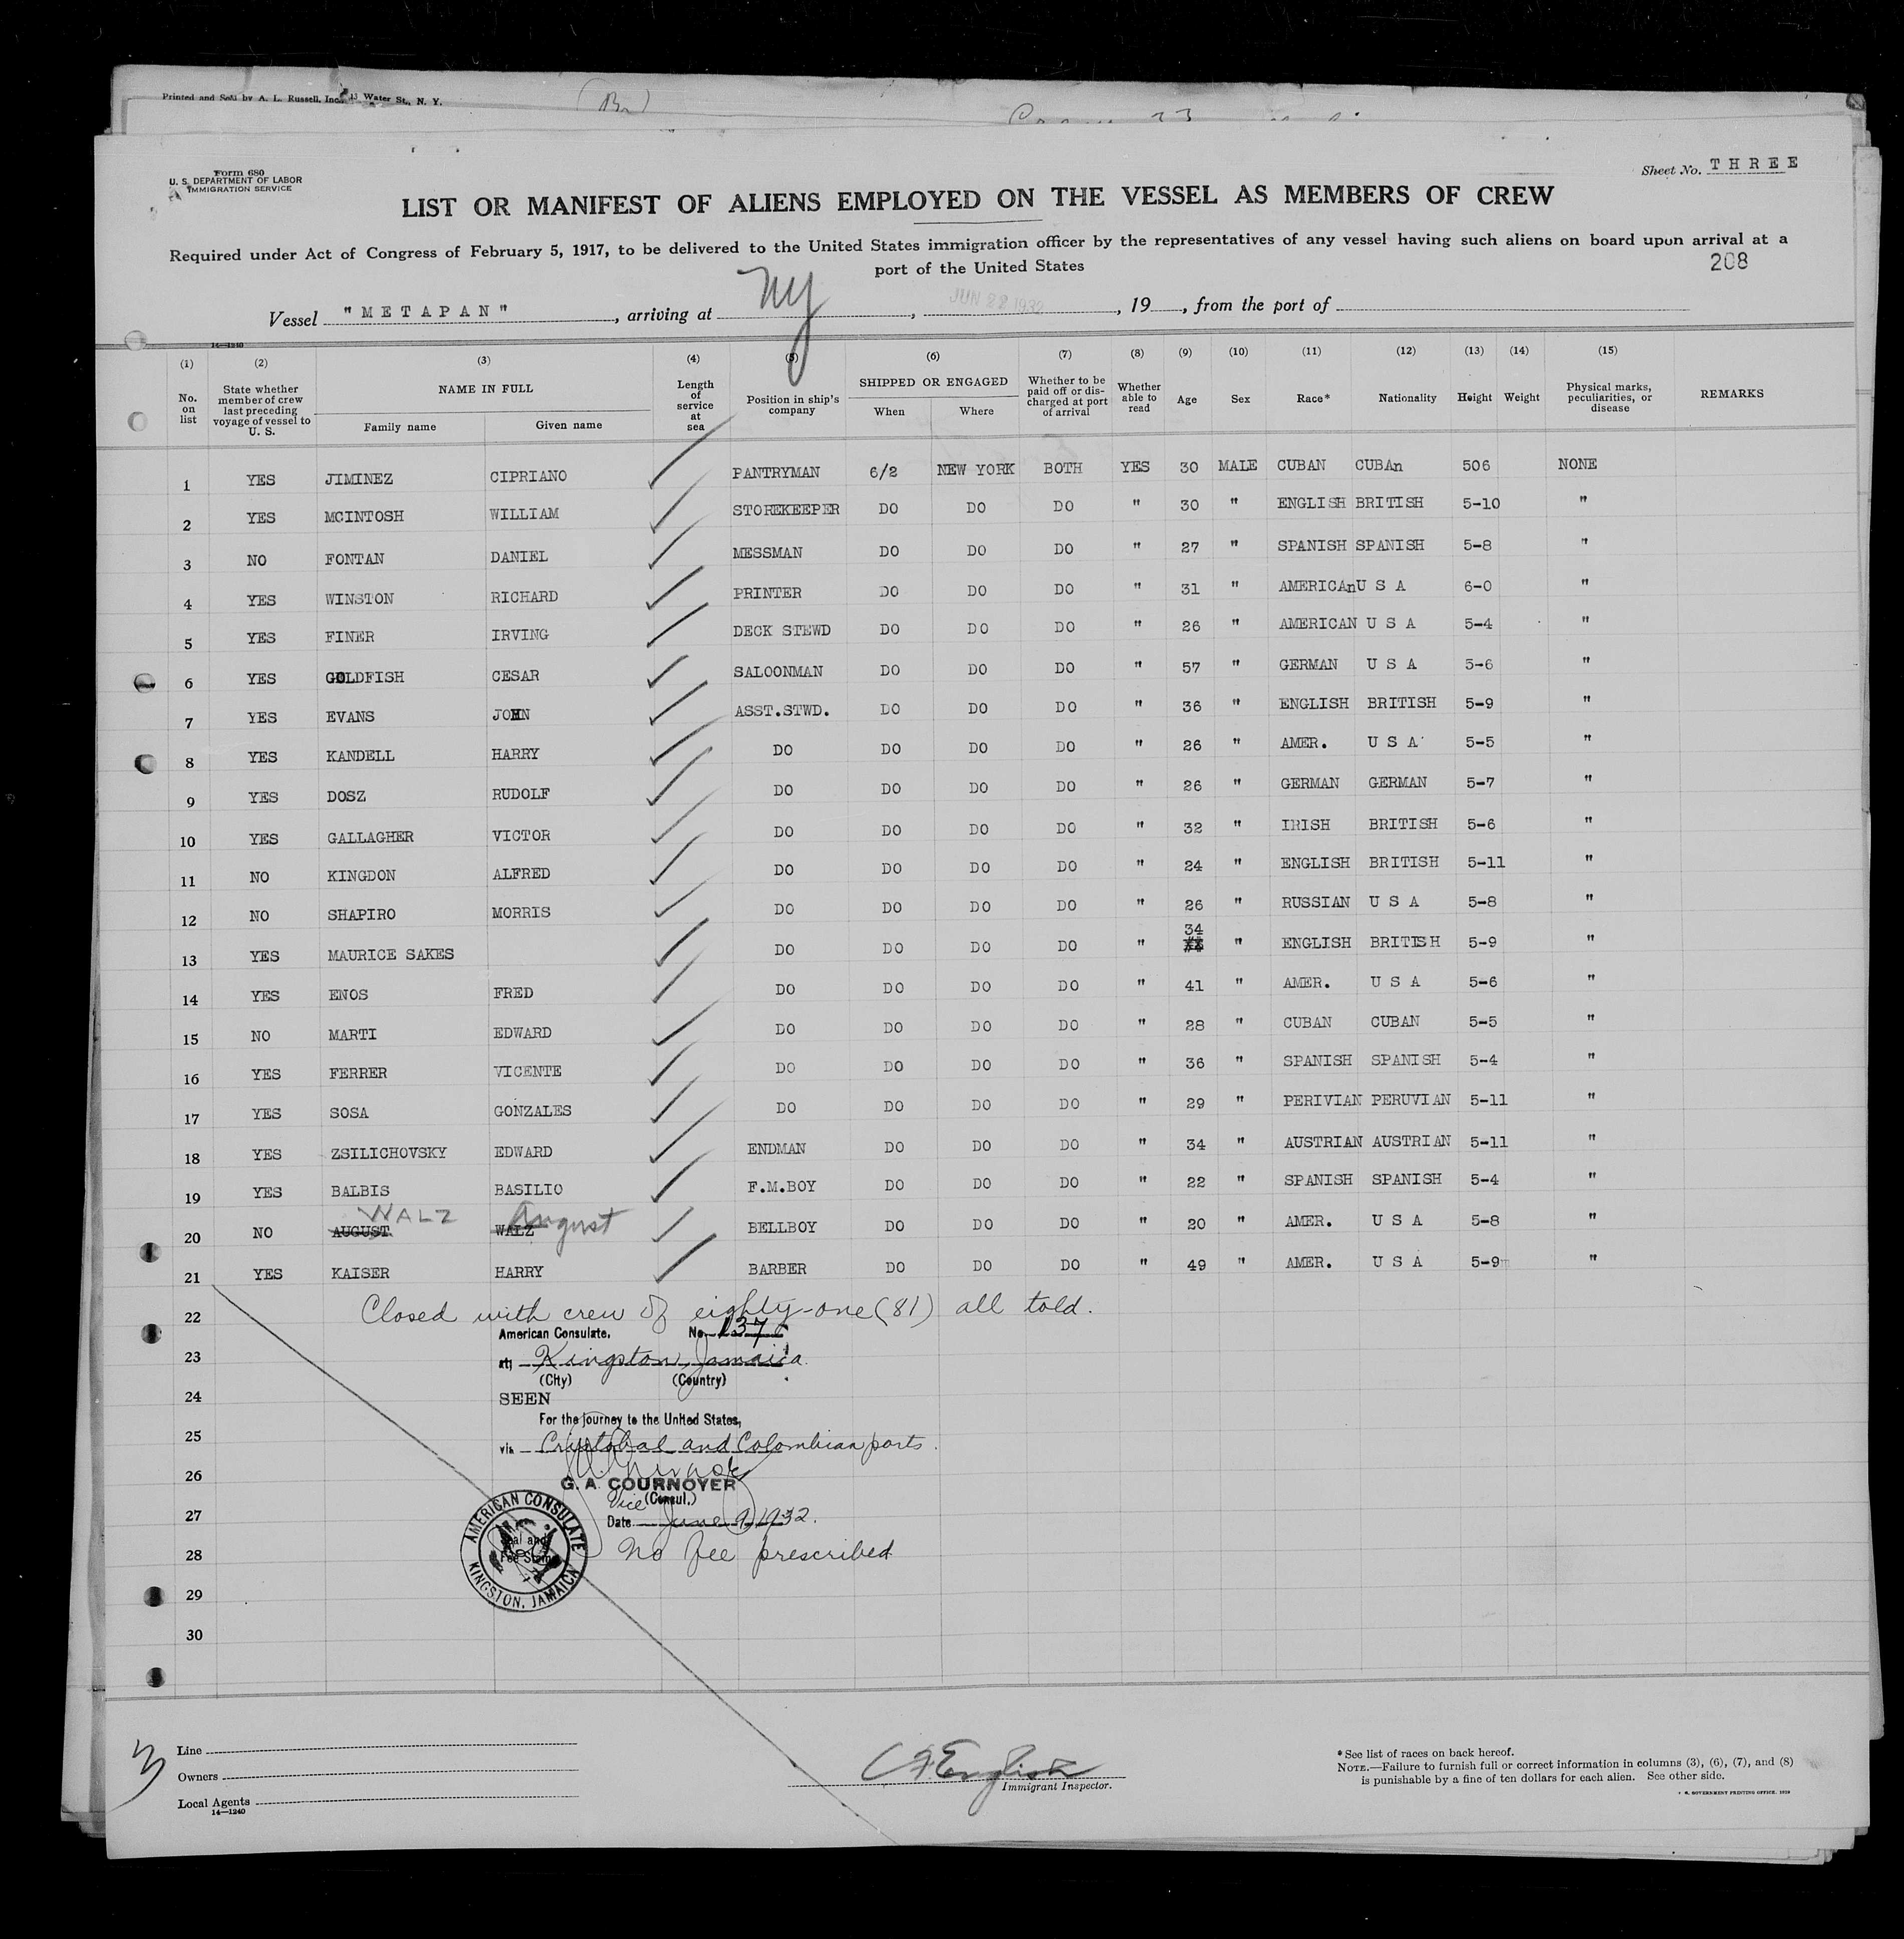 Printed and Sold by A. L. Russell, Inc., Water St., N. Y.
(Br)
Form 680
U. S. DEPARTMENT OF LABOR
IMMIGRATION SERVICE
Sheet No. THREE
LIST OR MANIFEST OF ALIENS EMPLOYED ON THE VESSEL AS MEMBERS OF CREW
Required under Act of Congress of February 5, 1917, to be delivered to the United States immigration officer by the representatives of any vessel having such aliens on board upon arrival at a
port of the United States
208
Vessel "METAPAN", arriving at NY, JUN 22 1932, 19, from the port of
14—1240
(1) (2) (3) (4) (5) (6) (7) (8) (9) (10) (11) (12) (13) (14) (15)
No. on list State whether member of crew last preceding voyage of vessel to U. S. NAME IN FULL Family name Given name Length of service at sea Position in ship's company SHIPPED OR ENGAGED When Where Whether to be paid off or discharged at port of arrival Whether able to read Age Sex Race* Nationality Height Weight Physical marks, peculiarities, or disease REMARKS
1 YES JIMINEZ CIPRIANO PANTRYMAN 6/2 NEW YORK BOTH YES 30 MALE CUBAN CUBAn 506 NONE
2 YES MCINTOSH WILLIAM STOREKEEPER DO DO DO " 30 " ENGLISH BRITISH 5-10 "
3 NO FONTAN DANIEL MESSMAN DO DO DO " 27 " SPANISH SPANISH 5-8 "
4 YES WINSTON RICHARD PRINTER DO DO DO " 31 " AMERICAn U S A 6-0 "
5 YES FINER IRVING DECK STEWD DO DO DO " 26 " AMERICAN U S A 5-4 "
6 YES GOLDFISH CESAR SALOONMAN DO DO DO " 57 " GERMAN U S A 5-6 "
7 YES EVANS JOHN ASST.STWD. DO DO DO " 36 " ENGLISH BRITISH 5-9 "
8 YES KANDELL HARRY DO DO DO DO " 26 " AMER. U S A 5-5 "
9 YES DOSZ RUDOLF DO DO DO DO " 26 " GERMAN GERMAN 5-7 "
10 YES GALLAGHER VICTOR DO DO DO DO " 32 " IRISH BRITISH 5-6 "
11 NO KINGDON ALFRED DO DO DO DO " 24 " ENGLISH BRITISH 5-11 "
12 NO SHAPIRO MORRIS DO DO DO DO " 26 " RUSSIAN U S A 5-8 "
13 YES MAURICE SAKES DO DO DO DO " 34 " ENGLISH BRITISH 5-9 "
14 YES ENOS FRED DO DO DO DO " 41 " AMER. U S A 5-6 "
15 NO MARTI EDWARD DO DO DO DO " 28 " CUBAN CUBAN 5-5 "
16 YES FERRER VICENTE DO DO DO DO " 36 " SPANISH SPANISH 5-4 "
17 YES SOSA GONZALES DO DO DO DO " 29 " PERIVIAN PERUVIAN 5-11 "
18 YES ZSILICHOVSKY EDWARD ENDMAN DO DO DO " 34 " AUSTRIAN AUSTRIAN 5-11 "
19 YES BALBIS BASILIO F.M.BOY DO DO DO " 22 " SPANISH SPANISH 5-4 "
WALZ August
20 NO AUGUST WALZ BELLBOY DO DO DO " 20 " AMER. U S A 5-8 "
21 YES KAISER HARRY BARBER DO DO DO " 49 " AMER. U S A 5-9 "
22 Closed with crew of eighty-one (81) all told.
American Consulate, No. 137
23 at Kingston, Jamaica
(City) (Country)
24 SEEN
For the journey to the United States,
25 via Cristobal and Colombian ports.
26 G. A. COURNOYER
Vice (Consul.)
27 Date June 9, 1932.
28 No fee prescribed
AMERICAN CONSULATE
Seal and
Fee Stamp
KINGSTON, JAMAICA
29
30
3
Line
Owners
Local Agents
14—1240
C F English
Immigrant Inspector.
* See list of races on back hereof.
NOTE.—Failure to furnish full or correct information in columns (3), (6), (7), and (8)
is punishable by a fine of ten dollars for each alien. See other side.
U. S. GOVERNMENT PRINTING OFFICE: 1929